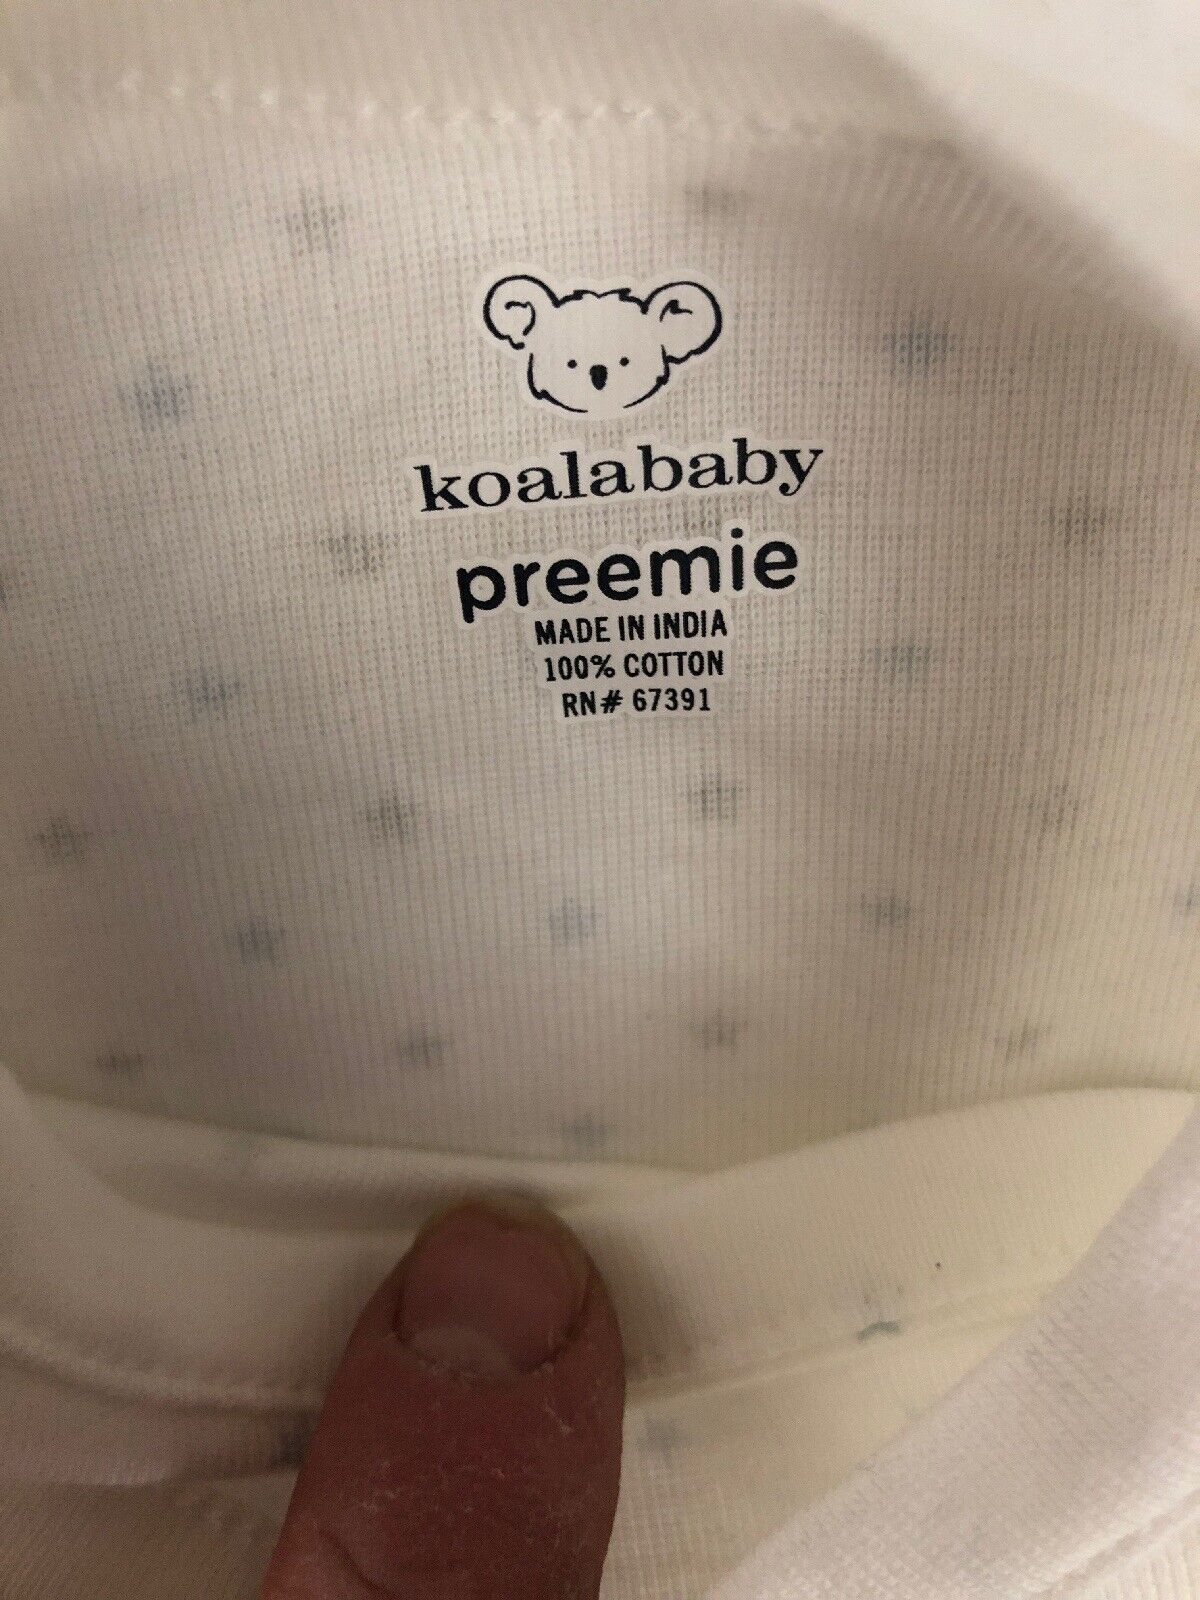 koalababy
preemie
MADE IN INDIA
100% COTTON
RN# 67391